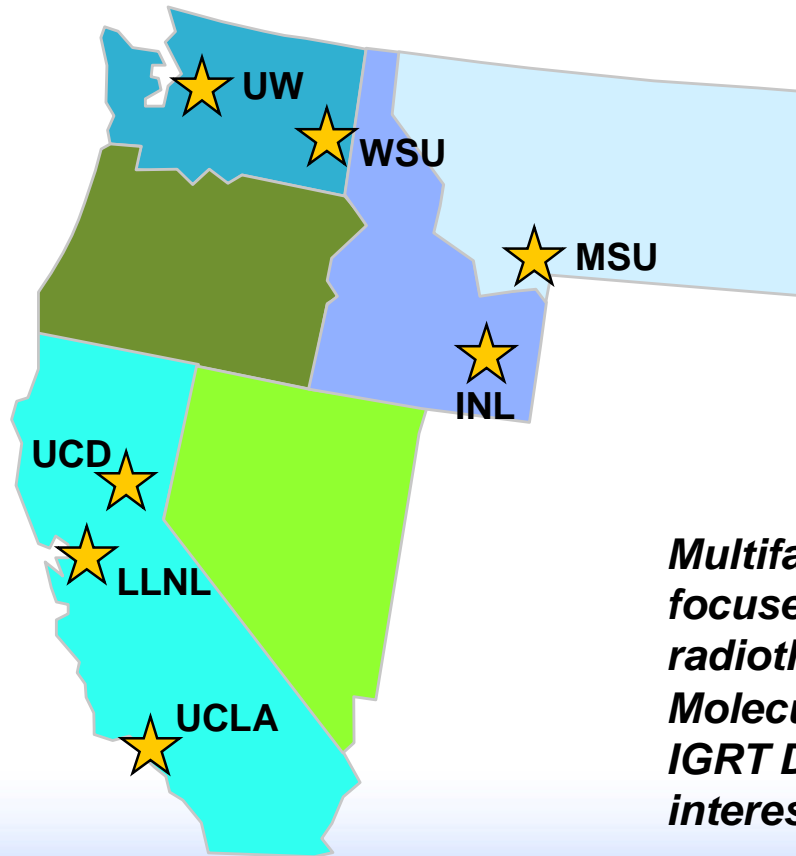 UW
WSU
MSU
INL
UCD
LLNL
UCLA
Multifa
focuse
radioth
Molecu
IGRT D
interes